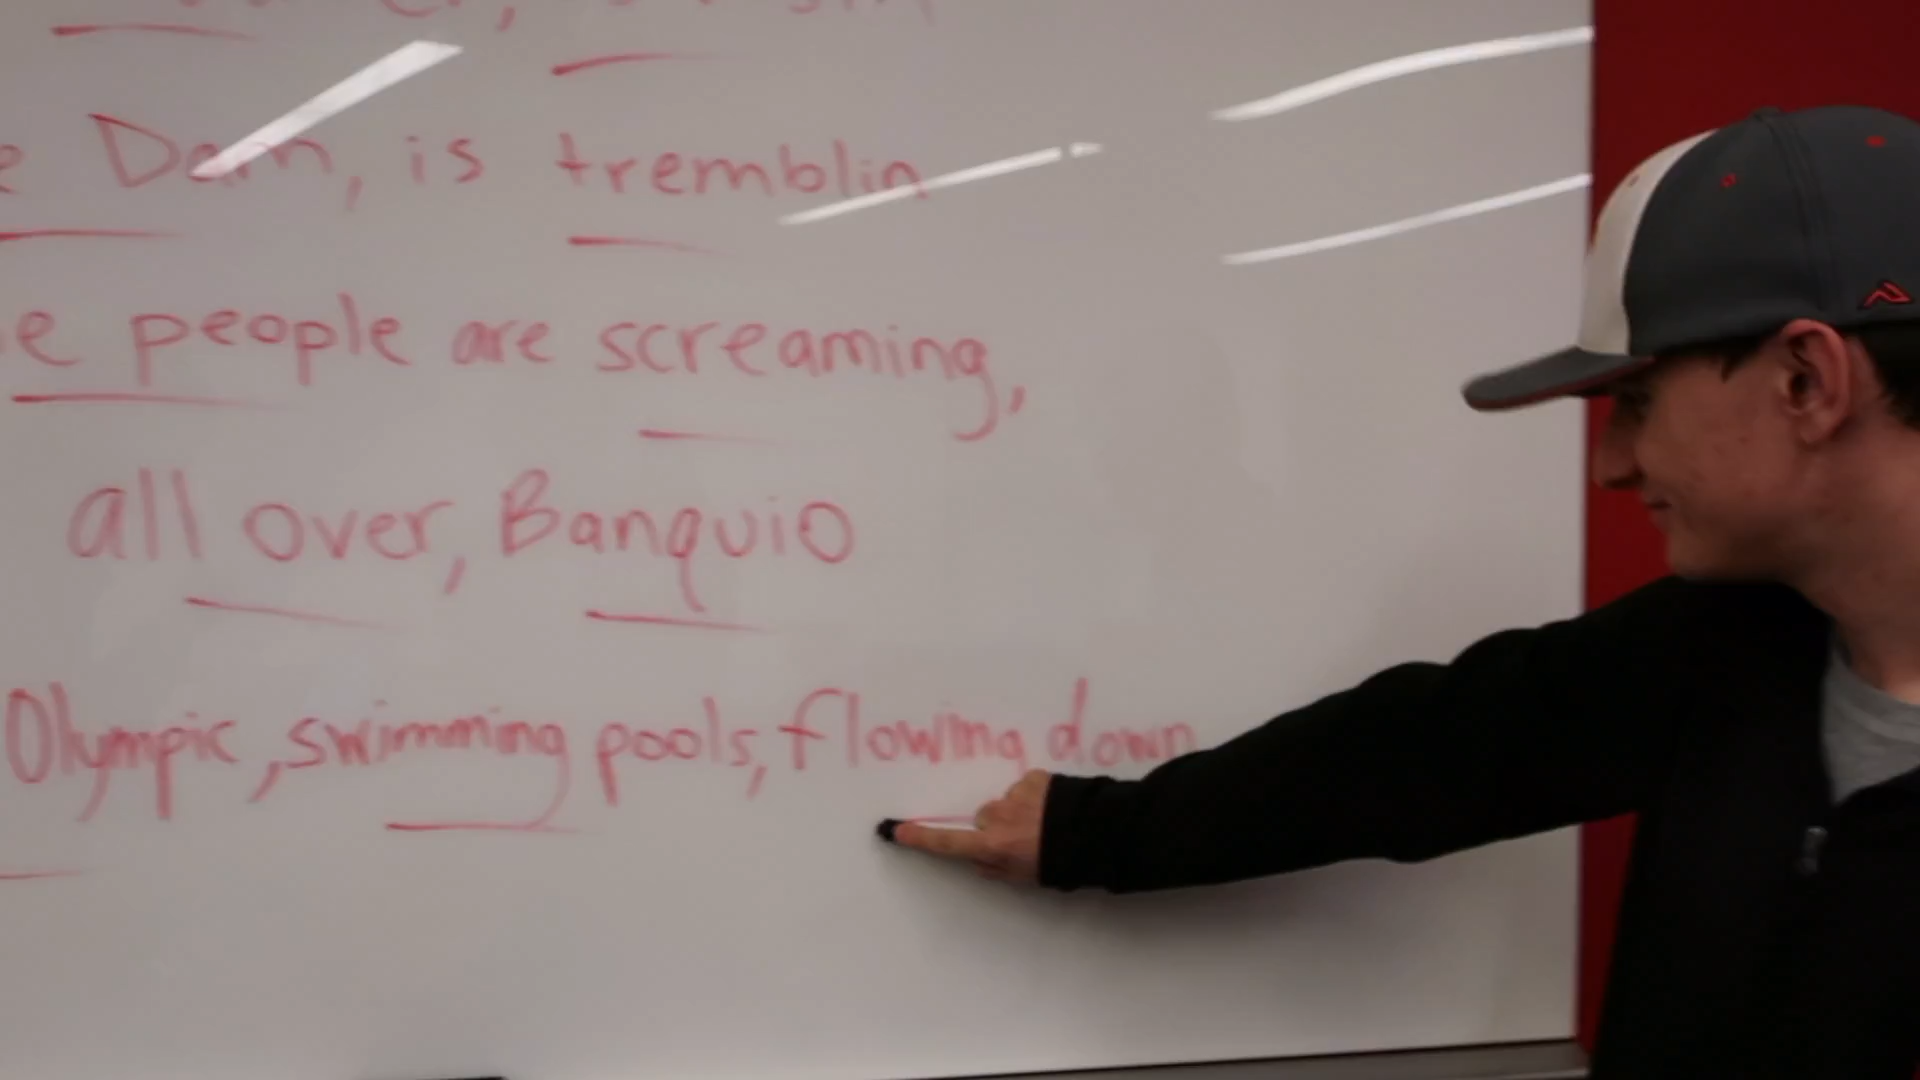 Dam, is tremblin
people are screaming,
all over, Banquio
Olympic, swimming pools, flowing down